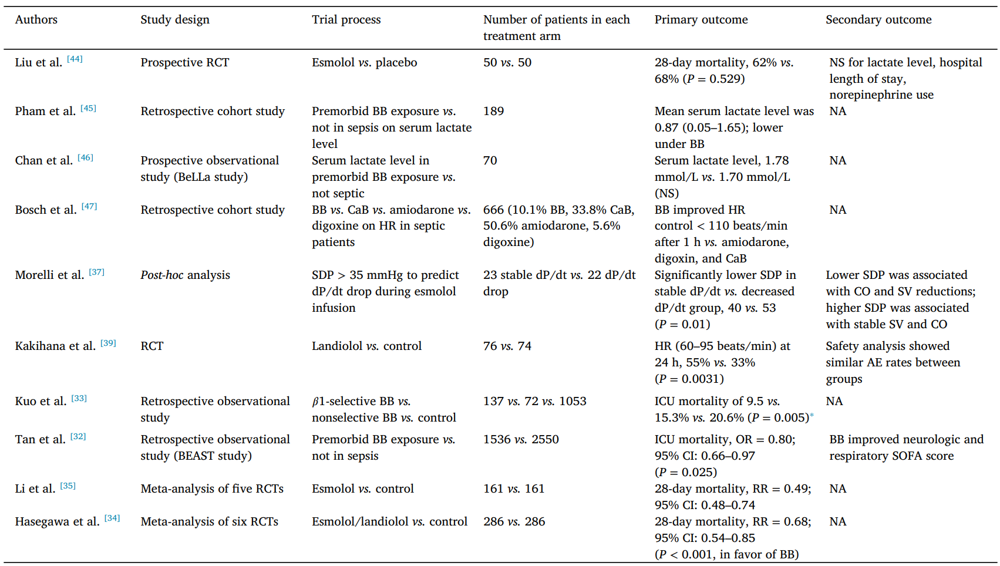 Authors Study design Trial process Number of patients in each Primary outcome Secondary outcome
treatment arm
Liu et al. [44] Prospective RCT Esmolol vs. placebo 50 vs. 50 28-day mortality, 62% vs. NS for lactate level, hospital
68% (P = 0.529) length of stay,
norepinephrine use
Pham et al. [45] Retrospective cohort study Premorbid BB exposure vs. 189 Mean serum lactate level was NA
not in sepsis on serum lactate 0.87 (0.05–1.65); lower
level under BB
Chan et al. [46] Prospective observational Serum lactate level in 70 Serum lactate level, 1.78 NA
study (BeLLa study) premorbid BB exposure vs. mmol/L vs. 1.70 mmol/L
not septic (NS)
Bosch et al. [47] Retrospective cohort study BB vs. CaB vs. amiodarone vs. 666 (10.1% BB, 33.8% CaB, BB improved HR NA
digoxine on HR in septic 50.6% amiodarone, 5.6% control < 110 beats/min
patients digoxine) after 1 h vs. amiodarone,
digoxin, and CaB
Morelli et al. [37] Post-hoc analysis SDP > 35 mmHg to predict 23 stable dP/dt vs. 22 dP/dt Significantly lower SDP in Lower SDP was associated
dP/dt drop during esmolol drop stable dP/dt vs. decreased with CO and SV reductions;
infusion dP/dt group, 40 vs. 53 higher SDP was associated
(P = 0.01) with stable SV and CO
Kakihana et al. [39] RCT Landiolol vs. control 76 vs. 74 HR (60–95 beats/min) at Safety analysis showed
24 h, 55% vs. 33% similar AE rates between
(P = 0.0031) groups
Kuo et al. [33] Retrospective observational β1-selective BB vs. 137 vs. 72 vs. 1053 ICU mortality of 9.5 vs. NA
study nonselective BB vs. control 15.3% vs. 20.6% (P = 0.005)*
Tan et al. [32] Retrospective observational Premorbid BB exposure vs. 1536 vs. 2550 ICU mortality, OR = 0.80; BB improved neurologic and
study (BEAST study) not in sepsis 95% CI: 0.66–0.97 respiratory SOFA score
(P = 0.025)
Li et al. [35] Meta-analysis of five RCTs Esmolol vs. control 161 vs. 161 28-day mortality, RR = 0.49; NA
95% CI: 0.48–0.74
Hasegawa et al. [34] Meta-analysis of six RCTs Esmolol/landiolol vs. control 286 vs. 286 28-day mortality, RR = 0.68; NA
95% CI: 0.54–0.85
(P < 0.001, in favor of BB)